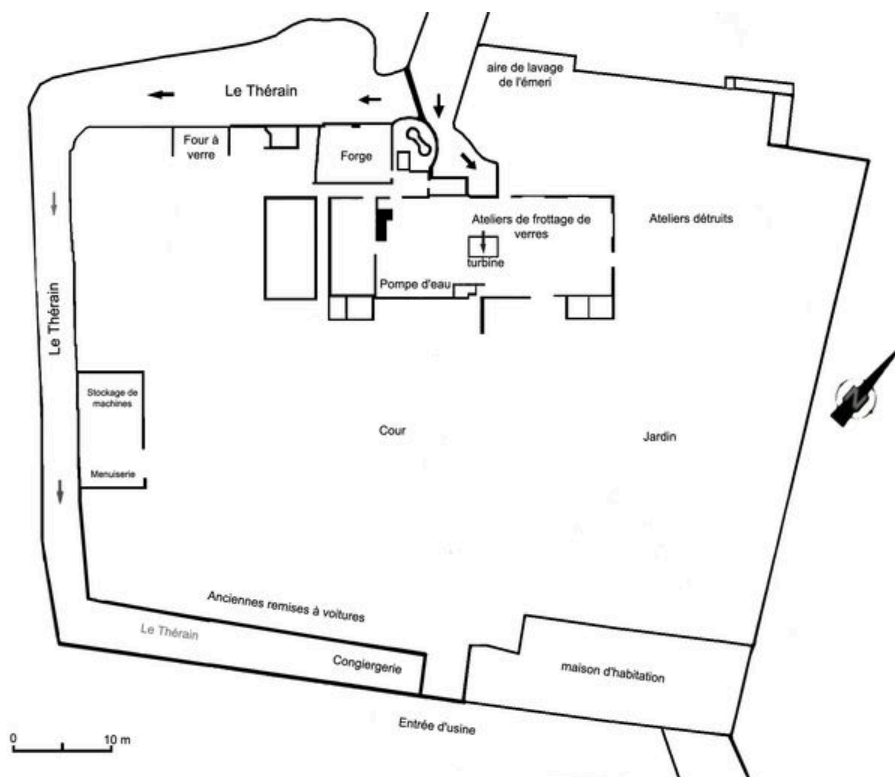 aire de lavage
de l'émeri
Le Thérain
Four à
verre
Forge
Ateliers de frottage de
verres
Ateliers détruits
turbine
Pompe d'eau
Le Thérain
Stockage de
machines
Menuiserie
Cour
Jardin
N
Anciennes remises à voitures
Le Thérain
Congiergerie
maison d'habitation
Entrée d'usine
0 10 m